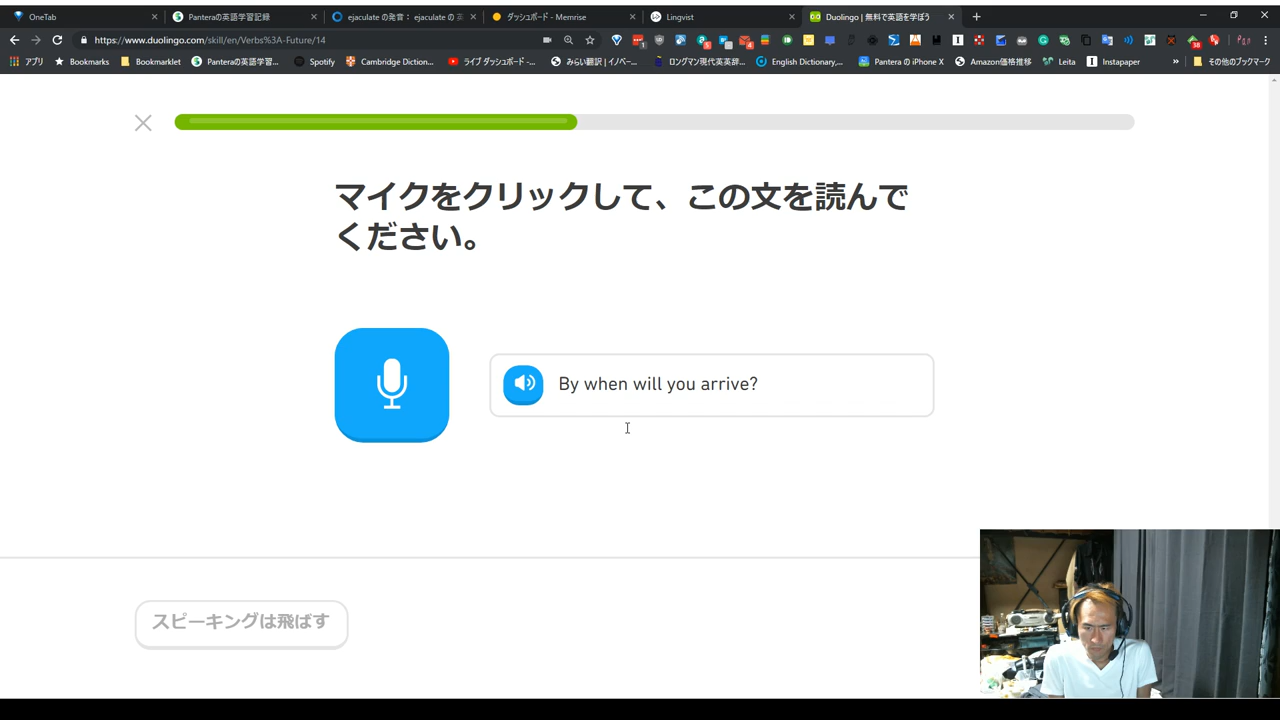 OneTab
Panteraの英語学習記録
ejaculate の発音： ejaculate の 英
ダッシュボード - Memrise
Lingvist
Duolingo | 無料で英語を学ぼう
https://www.duolingo.com/skill/en/Verbs%3A-Future/14
アプリ
Bookmarks
Bookmarklet
Panteraの英語学習...
Spotify
Cambridge Diction...
ライブ ダッシュボード -...
みらい翻訳 | イノベー...
ロングマン現代英英辞...
English Dictionary,...
Pantera の iPhone X
Amazon価格推移
Leita
Instapaper
»
その他のブックマーク
マイクをクリックして、この文を読んで
ください。
By when will you arrive?
スピーキングは飛ばす